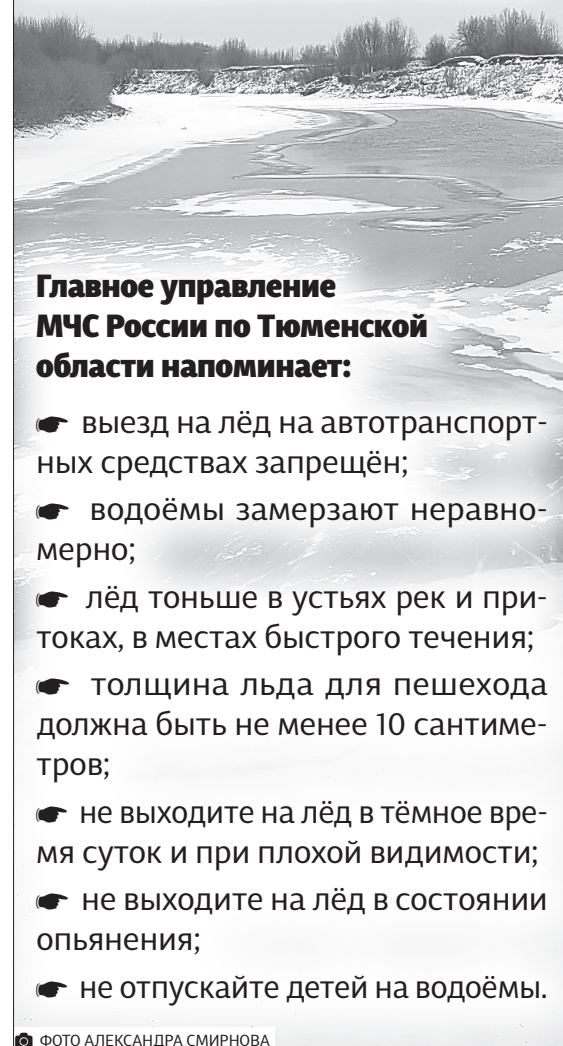 Главное управление
МЧС России по Тюменской
области напоминает:
☛ выезд на лёд на автотранспорт-
ных средствах запрещён;
☛ водоёмы замерзают неравно-
мерно;
☛ лёд тоньше в устьях рек и при-
токах, в местах быстрого течения;
☛ толщина льда для пешехода
должна быть не менее 10 сантиме-
тров;
☛ не выходите на лёд в тёмное вре-
мя суток и при плохой видимости;
☛ не выходите на лёд в состоянии
опьянения;
☛ не отпускайте детей на водоёмы.
ФОТО АЛЕКСАНДРА СМИРНОВА